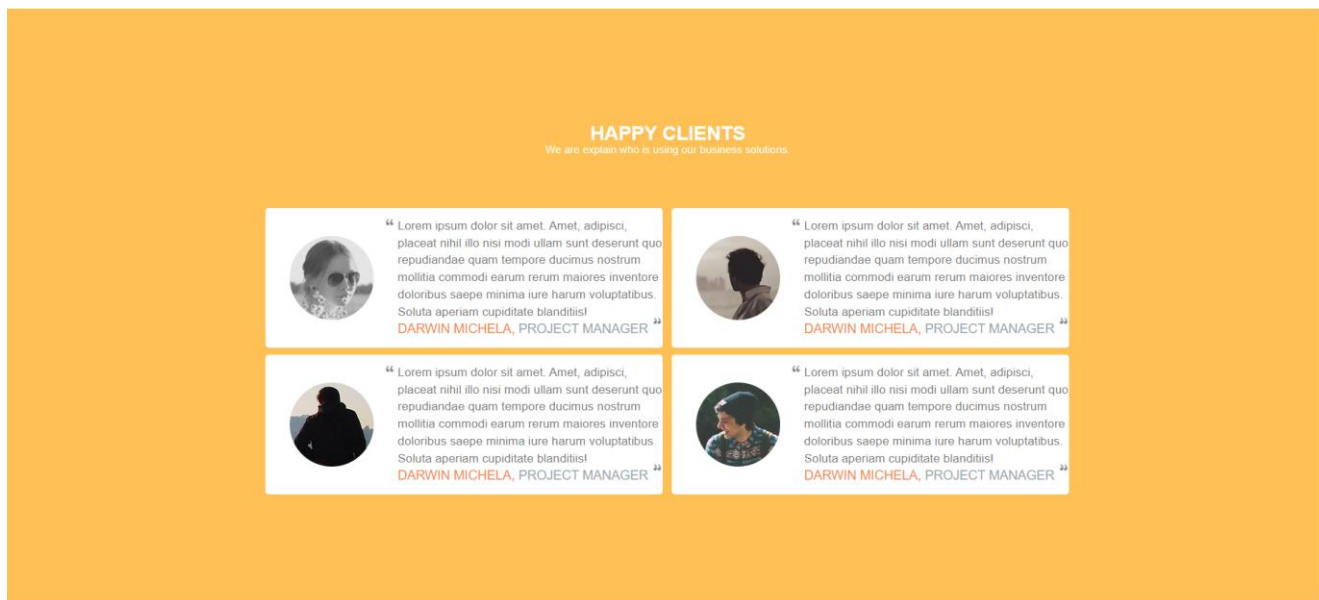 HAPPY CLIENTS
We are explain who is using our business solutions.
“ Lorem ipsum dolor sit amet. Amet, adipisci,
placeat nihil illo nisi modi ullam sunt deserunt quo
repudiandae quam tempore ducimus nostrum
mollitia commodi earum rerum maiores inventore
doloribus saepe minima iure harum voluptatibus.
Soluta aperiam cupiditate blanditiis!
DARWIN MICHELA, PROJECT MANAGER ”
“ Lorem ipsum dolor sit amet. Amet, adipisci,
placeat nihil illo nisi modi ullam sunt deserunt quo
repudiandae quam tempore ducimus nostrum
mollitia commodi earum rerum maiores inventore
doloribus saepe minima iure harum voluptatibus.
Soluta aperiam cupiditate blanditiis!
DARWIN MICHELA, PROJECT MANAGER ”
“ Lorem ipsum dolor sit amet. Amet, adipisci,
placeat nihil illo nisi modi ullam sunt deserunt quo
repudiandae quam tempore ducimus nostrum
mollitia commodi earum rerum maiores inventore
doloribus saepe minima iure harum voluptatibus.
Soluta aperiam cupiditate blanditiis!
DARWIN MICHELA, PROJECT MANAGER ”
“ Lorem ipsum dolor sit amet. Amet, adipisci,
placeat nihil illo nisi modi ullam sunt deserunt quo
repudiandae quam tempore ducimus nostrum
mollitia commodi earum rerum maiores inventore
doloribus saepe minima iure harum voluptatibus.
Soluta aperiam cupiditate blanditiis!
DARWIN MICHELA, PROJECT MANAGER ”